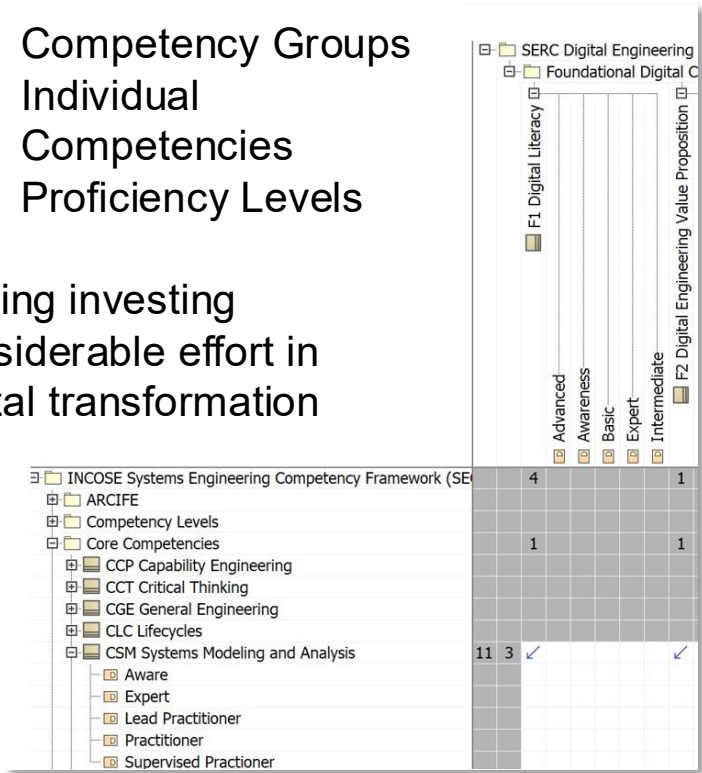 Competency Groups
Individual
Competencies
Proficiency Levels
ing investing
siderable effort in
tal transformation
SERC Digital Engineering
Foundational Digital C
F1 Digital Literacy
Advanced
Awareness
Basic
Expert
Intermediate
F2 Digital Engineering Value Proposition
INCOSE Systems Engineering Competency Framework (SE 4 1
ARCIFE
Competency Levels
Core Competencies 1 1
CCP Capability Engineering
CCT Critical Thinking
CGE General Engineering
CLC Lifecycles
CSM Systems Modeling and Analysis 11 3
Aware
Expert
Lead Practitioner
Practitioner
Supervised Practioner